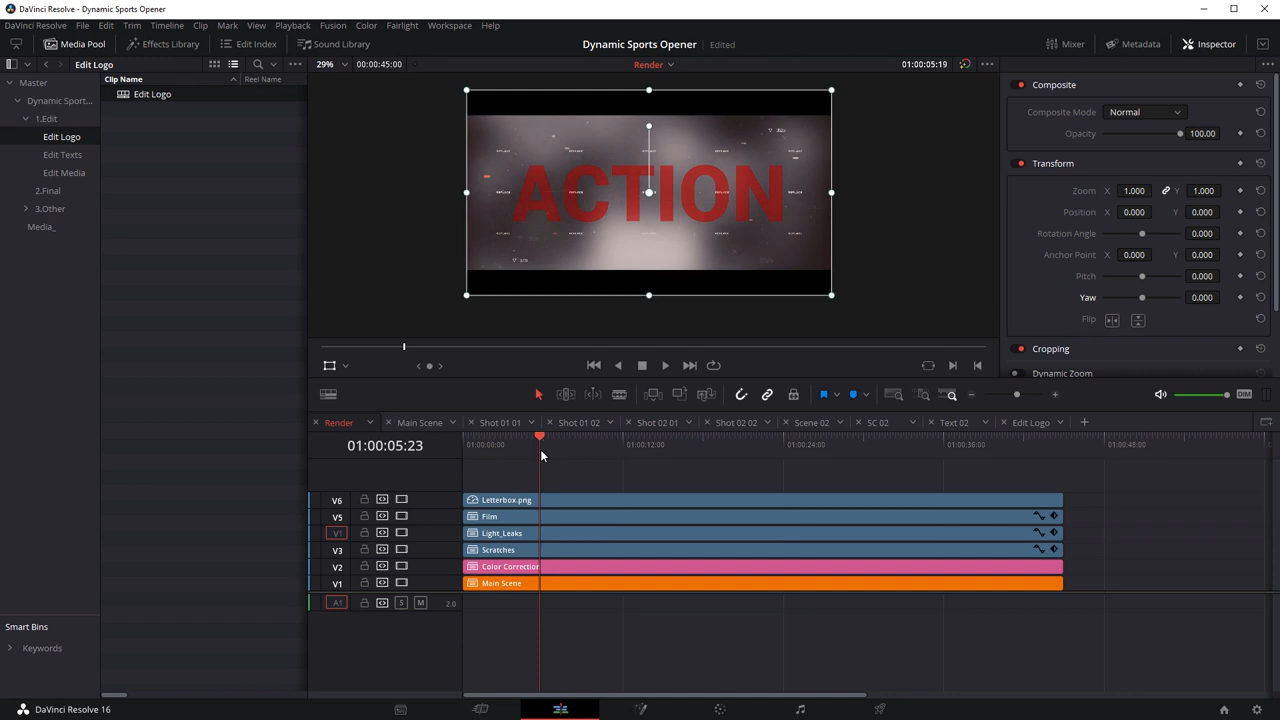 DaVinci Resolve - Dynamic Sports Opener
DaVinci Resolve File Edit Trim Timeline Clip Mark View Playback Fusion Color Fairlight Workspace Help
Media Pool Effects Library Edit Index Sound Library Dynamic Sports Opener Edited Mixer Metadata Inspector
Edit Logo 29% 00:00:45:00 Render 01:00:05:19
Clip Name Reel Name
Edit Logo
Master
Dynamic Sport...
1.Edit
Edit Logo
Edit Texts
Edit Media
2.Final
3.Other
Media_
ACTION
Composite
Composite Mode Normal
Opacity 100.00
Transform
Zoom X 1.000 Y 1.000
Position X 0.000 Y 0.000
Rotation Angle 0.000
Anchor Point X 0.000 Y 0.000
Pitch 0.000
Yaw 0.000
Flip
Cropping
Dynamic Zoom
DIM
Render Main Scene Shot 01 01 Shot 01 02 Shot 02 01 Shot 02 02 Scene 02 SC 02 Text 02 Edit Logo
01:00:05:23 01:00:00:00 01:00:12:00 01:00:24:00 01:00:36:00 01:00:48:00
V6 Letterbox.png
V5 Film
V1 Light_Leaks
V3 Scratches
V2 Color Correction
V1 Main Scene
A1 S M 2.0
Smart Bins
Keywords
DaVinci Resolve 16